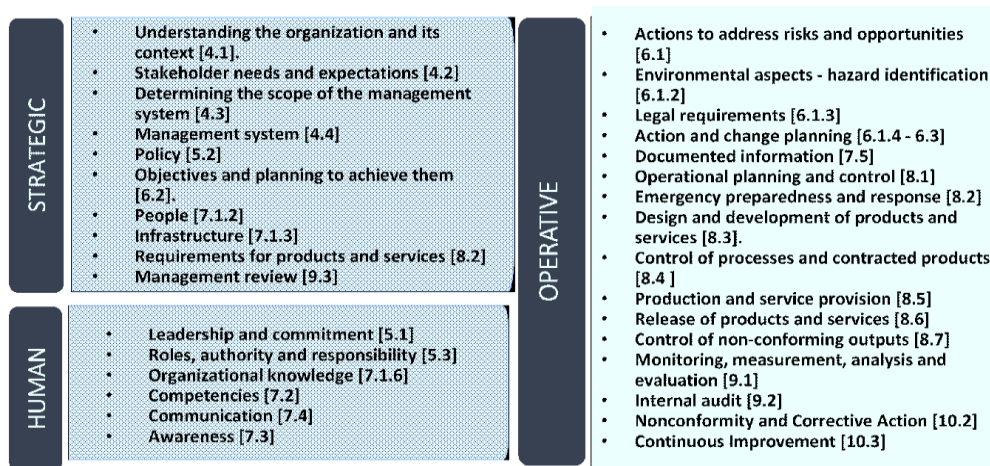 STRATEGIC
• Understanding the organization and its
context [4.1].
• Stakeholder needs and expectations [4.2]
• Determining the scope of the management
system [4.3]
• Management system [4.4]
• Policy [5.2]
• Objectives and planning to achieve them
[6.2].
• People [7.1.2]
• Infrastructure [7.1.3]
• Requirements for products and services [8.2]
• Management review [9.3]
HUMAN
• Leadership and commitment [5.1]
• Roles, authority and responsibility [5.3]
• Organizational knowledge [7.1.6]
• Competencies [7.2]
• Communication [7.4]
• Awareness [7.3]
OPERATIVE
• Actions to address risks and opportunities
[6.1]
• Environmental aspects - hazard identification
[6.1.2]
• Legal requirements [6.1.3]
• Action and change planning [6.1.4 - 6.3]
• Documented information [7.5]
• Operational planning and control [8.1]
• Emergency preparedness and response [8.2]
• Design and development of products and
services [8.3].
• Control of processes and contracted products
[8.4 ]
• Production and service provision [8.5]
• Release of products and services [8.6]
• Control of non-conforming outputs [8.7]
• Monitoring, measurement, analysis and
evaluation [9.1]
• Internal audit [9.2]
• Nonconformity and Corrective Action [10.2]
• Continuous Improvement [10.3]